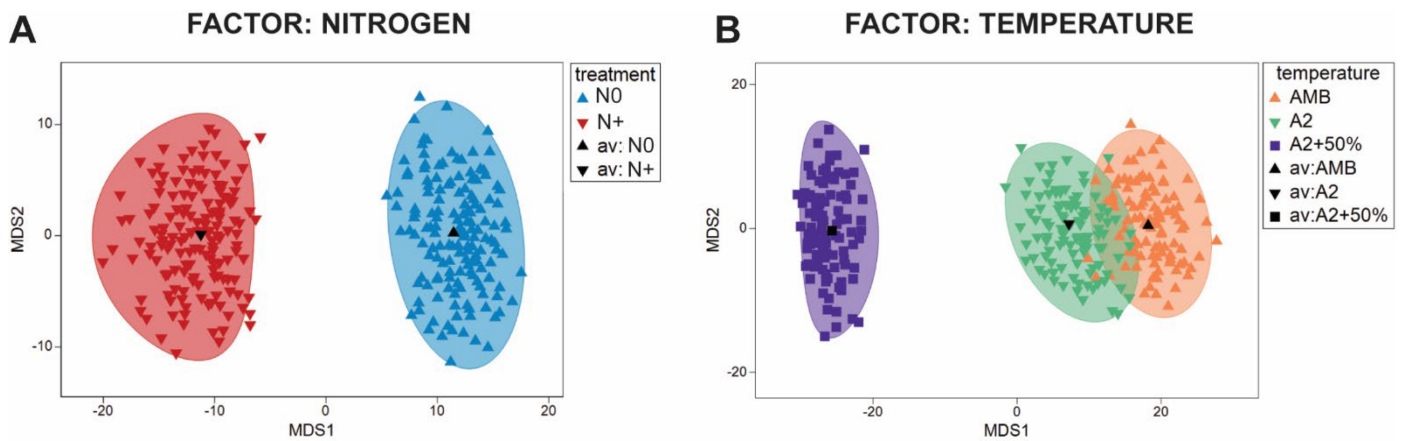 A
FACTOR: NITROGEN
10
0
-10
MDS2
-20
-10
0
10
20
MDS1
treatment
N0
N+
av: N0
av: N+
B
FACTOR: TEMPERATURE
20
0
-20
MDS2
-20
0
20
MDS1
temperature
AMB
A2
A2+50%
av:AMB
av:A2
av:A2+50%